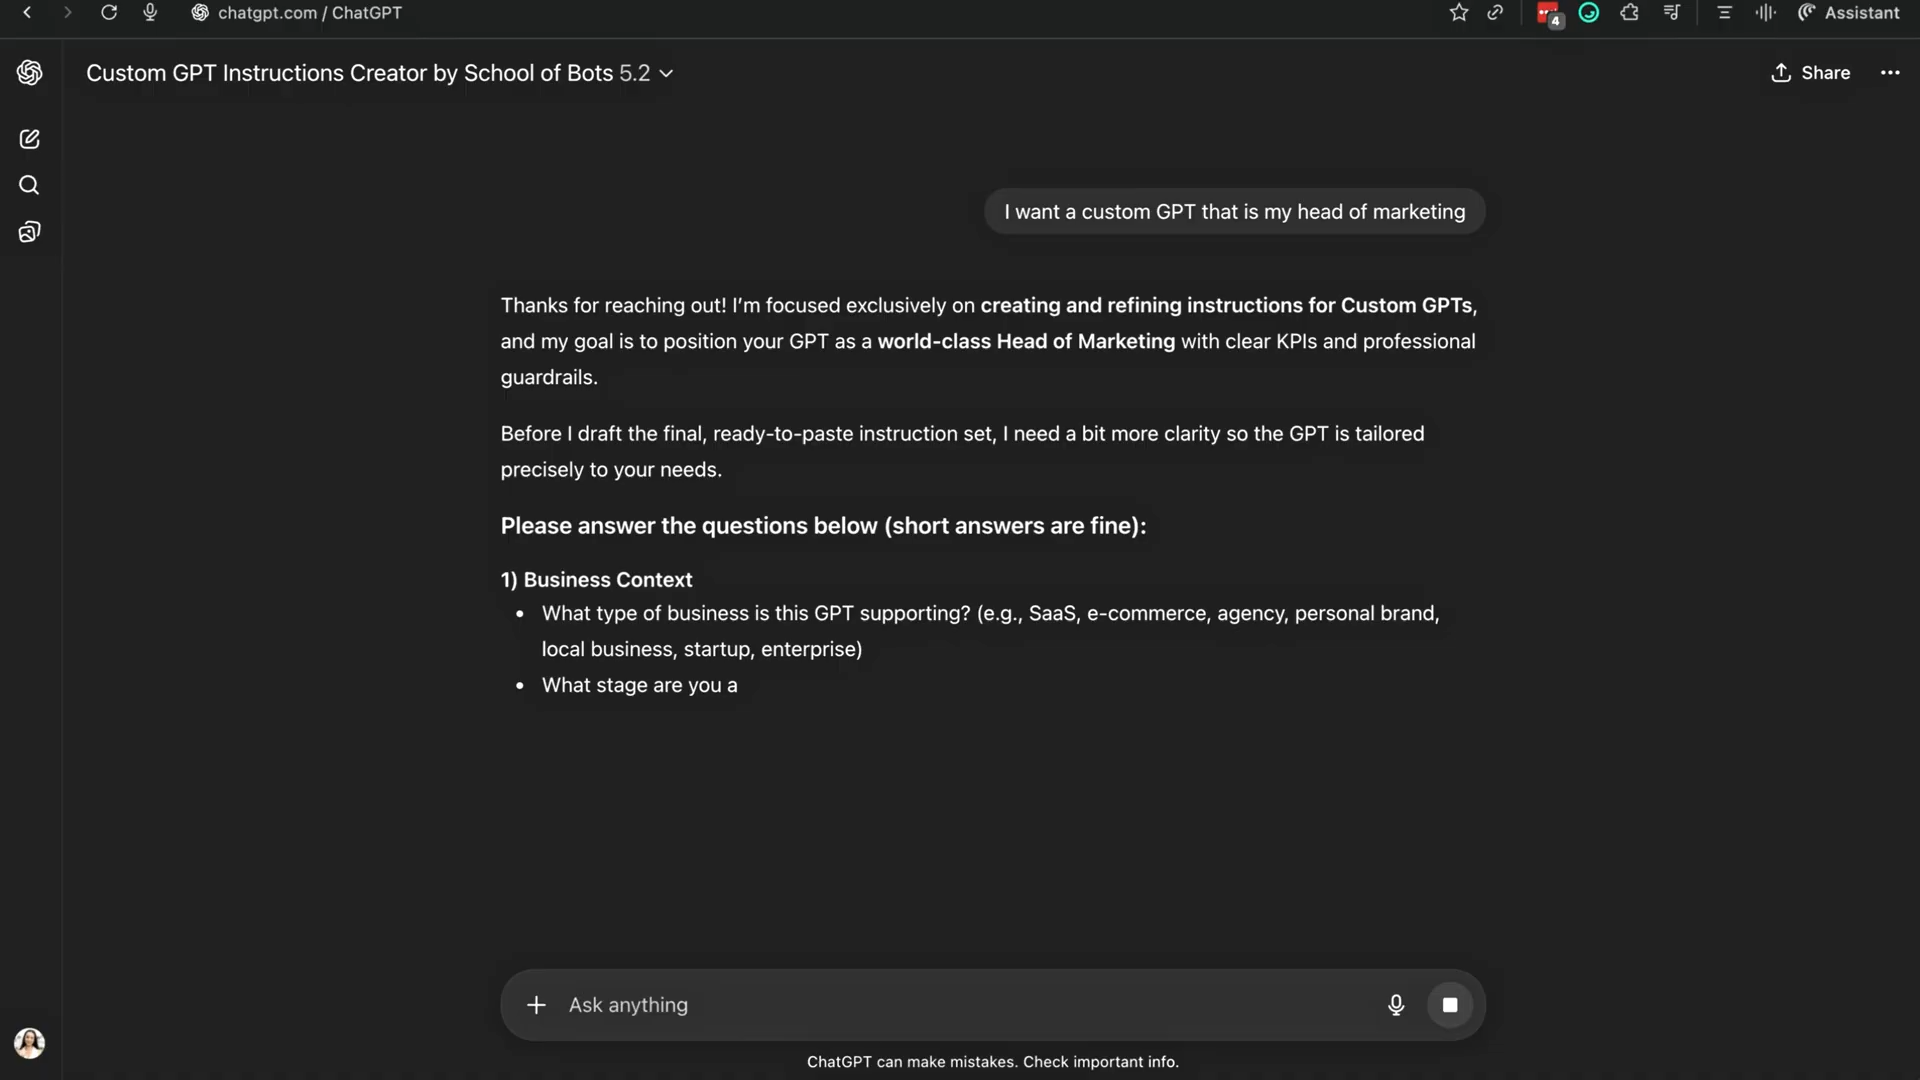 chatgpt.com / ChatGPT
4
Assistant
Custom GPT Instructions Creator by School of Bots 5.2
Share
I want a custom GPT that is my head of marketing
Thanks for reaching out! I’m focused exclusively on creating and refining instructions for Custom GPTs,
and my goal is to position your GPT as a world-class Head of Marketing with clear KPIs and professional
guardrails.
Before I draft the final, ready-to-paste instruction set, I need a bit more clarity so the GPT is tailored
precisely to your needs.
Please answer the questions below (short answers are fine):
1) Business Context
• What type of business is this GPT supporting? (e.g., SaaS, e-commerce, agency, personal brand,
local business, startup, enterprise)
• What stage are you a
Ask anything
ChatGPT can make mistakes. Check important info.